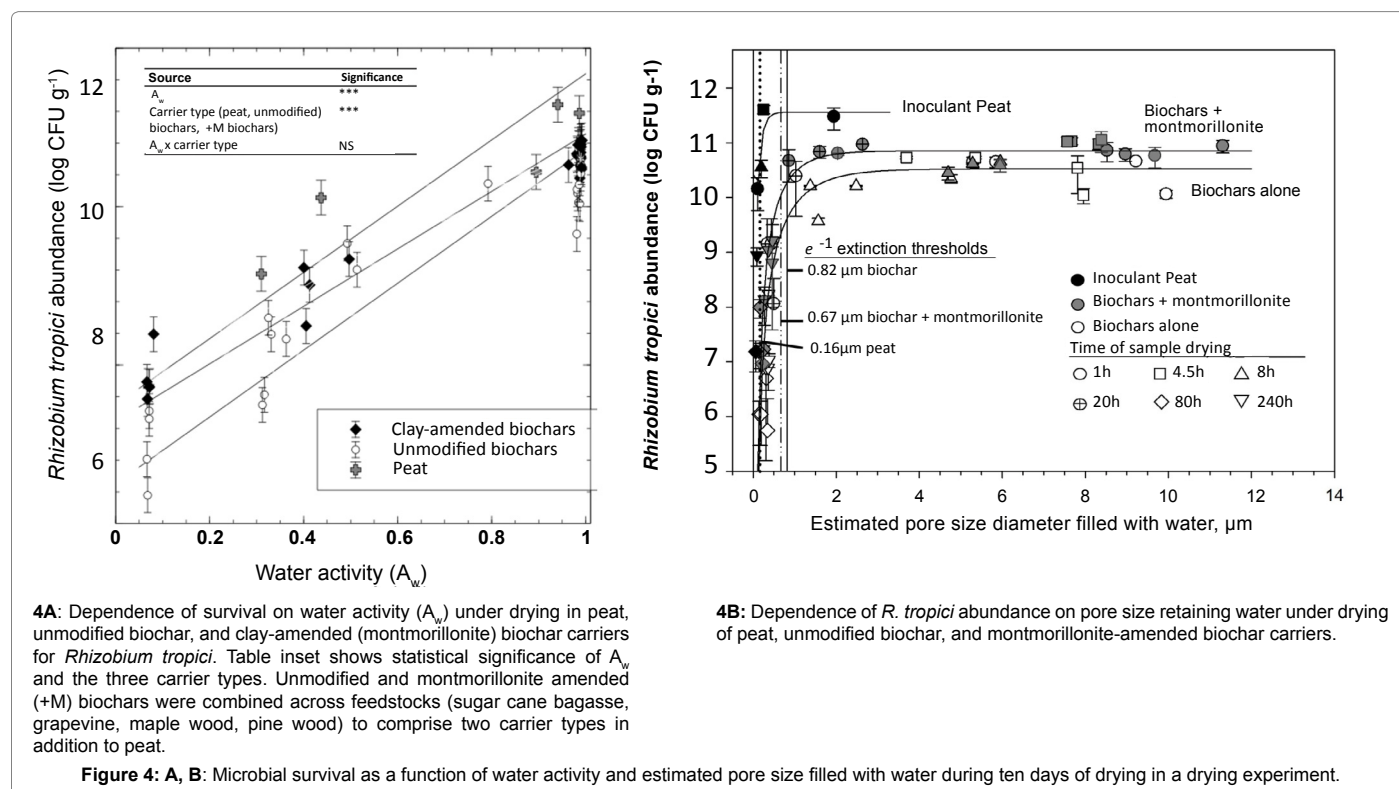 Rhizobium tropici abundance (log CFU g-1)
12
10
8
6
Source Significance
Aw ***
Carrier type (peat, unmodified) ***
biochars, +M biochars)
Aw x carrier type NS
Clay-amended biochars
Unmodified biochars
Peat
0 0.2 0.4 0.6 0.8 1
Water activity (Aw)
Rhizobium tropici abundance (log CFU g-1)
12
11
10
9
8
7
6
5
Inoculant Peat
Biochars +
montmorillonite
Biochars alone
e -1 extinction thresholds
0.82 µm biochar
0.67 µm biochar + montmorillonite
0.16µm peat
Inoculant Peat
Biochars + montmorillonite
Biochars alone
Time of sample drying
1h 4.5h 8h
20h 80h 240h
0 2 4 6 8 10 12 14
Estimated pore size diameter filled with water, µm
4A: Dependence of survival on water activity (Aw) under drying in peat,
unmodified biochar, and clay-amended (montmorillonite) biochar carriers
for Rhizobium tropici. Table inset shows statistical significance of Aw
and the three carrier types. Unmodified and montmorillonite amended
(+M) biochars were combined across feedstocks (sugar cane bagasse,
grapevine, maple wood, pine wood) to comprise two carrier types in
addition to peat.
4B: Dependence of R. tropici abundance on pore size retaining water under drying
of peat, unmodified biochar, and montmorillonite-amended biochar carriers.
Figure 4: A, B: Microbial survival as a function of water activity and estimated pore size filled with water during ten days of drying in a drying experiment.